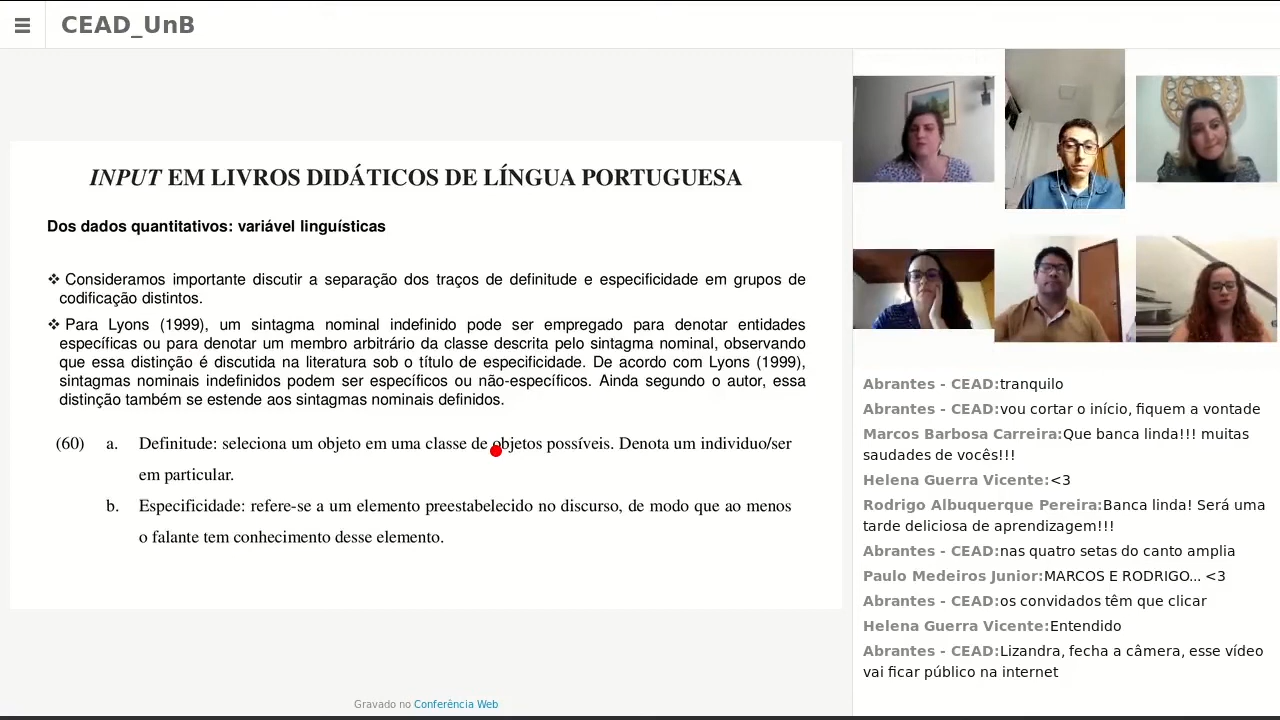 CEAD_UnB
INPUT EM LIVROS DIDÁTICOS DE LÍNGUA PORTUGUESA
Dos dados quantitativos: variável linguísticas
❖ Consideramos importante discutir a separação dos traços de definitude e especificidade em grupos de
codificação distintos.
❖ Para Lyons (1999), um sintagma nominal indefinido pode ser empregado para denotar entidades
específicas ou para denotar um membro arbitrário da classe descrita pelo sintagma nominal, observando
que essa distinção é discutida na literatura sob o título de especificidade. De acordo com Lyons (1999),
sintagmas nominais indefinidos podem ser específicos ou não-específicos. Ainda segundo o autor, essa
distinção também se estende aos sintagmas nominais definidos.
(60) a. Definitude: seleciona um objeto em uma classe de objetos possíveis. Denota um individuo/ser
em particular.
b. Especificidade: refere-se a um elemento preestabelecido no discurso, de modo que ao menos
o falante tem conhecimento desse elemento.
Gravado no Conferência Web
Abrantes - CEAD:tranquilo
Abrantes - CEAD:vou cortar o início, fiquem a vontade
Marcos Barbosa Carreira:Que banca linda!!! muitas
saudades de vocês!!!
Helena Guerra Vicente:<3
Rodrigo Albuquerque Pereira:Banca linda! Será uma
tarde deliciosa de aprendizagem!!!
Abrantes - CEAD:nas quatro setas do canto amplia
Paulo Medeiros Junior:MARCOS E RODRIGO... <3
Abrantes - CEAD:os convidados têm que clicar
Helena Guerra Vicente:Entendido
Abrantes - CEAD:Lizandra, fecha a câmera, esse vídeo
vai ficar público na internet